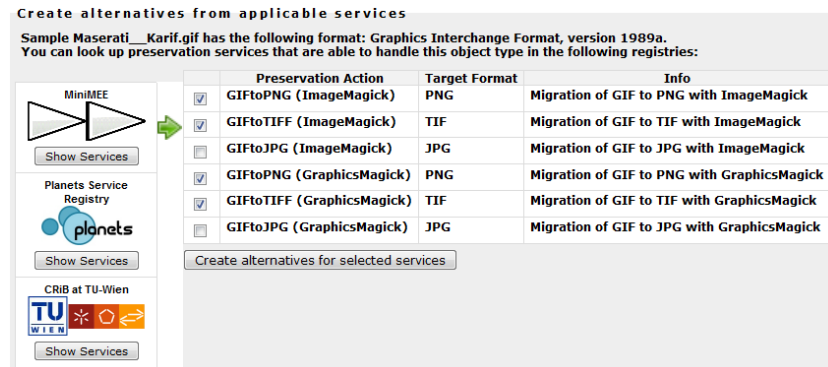 Create alternatives from applicable services
Sample Maserati__Karif.gif has the following format: Graphics Interchange Format, version 1989a.
You can look up preservation services that are able to handle this object type in the following registries:
MiniMEE
Show Services
Planets Service
Registry
planets
Show Services
CRiB at TU-Wien
TU
WIEN
Show Services
Preservation Action Target Format Info
GIFtoPNG (ImageMagick) PNG Migration of GIF to PNG with ImageMagick
GIFtoTIFF (ImageMagick) TIF Migration of GIF to TIF with ImageMagick
GIFtoJPG (ImageMagick) JPG Migration of GIF to JPG with ImageMagick
GIFtoPNG (GraphicsMagick) PNG Migration of GIF to PNG with GraphicsMagick
GIFtoTIFF (GraphicsMagick) TIF Migration of GIF to TIF with GraphicsMagick
GIFtoJPG (GraphicsMagick) JPG Migration of GIF to JPG with GraphicsMagick
Create alternatives for selected services